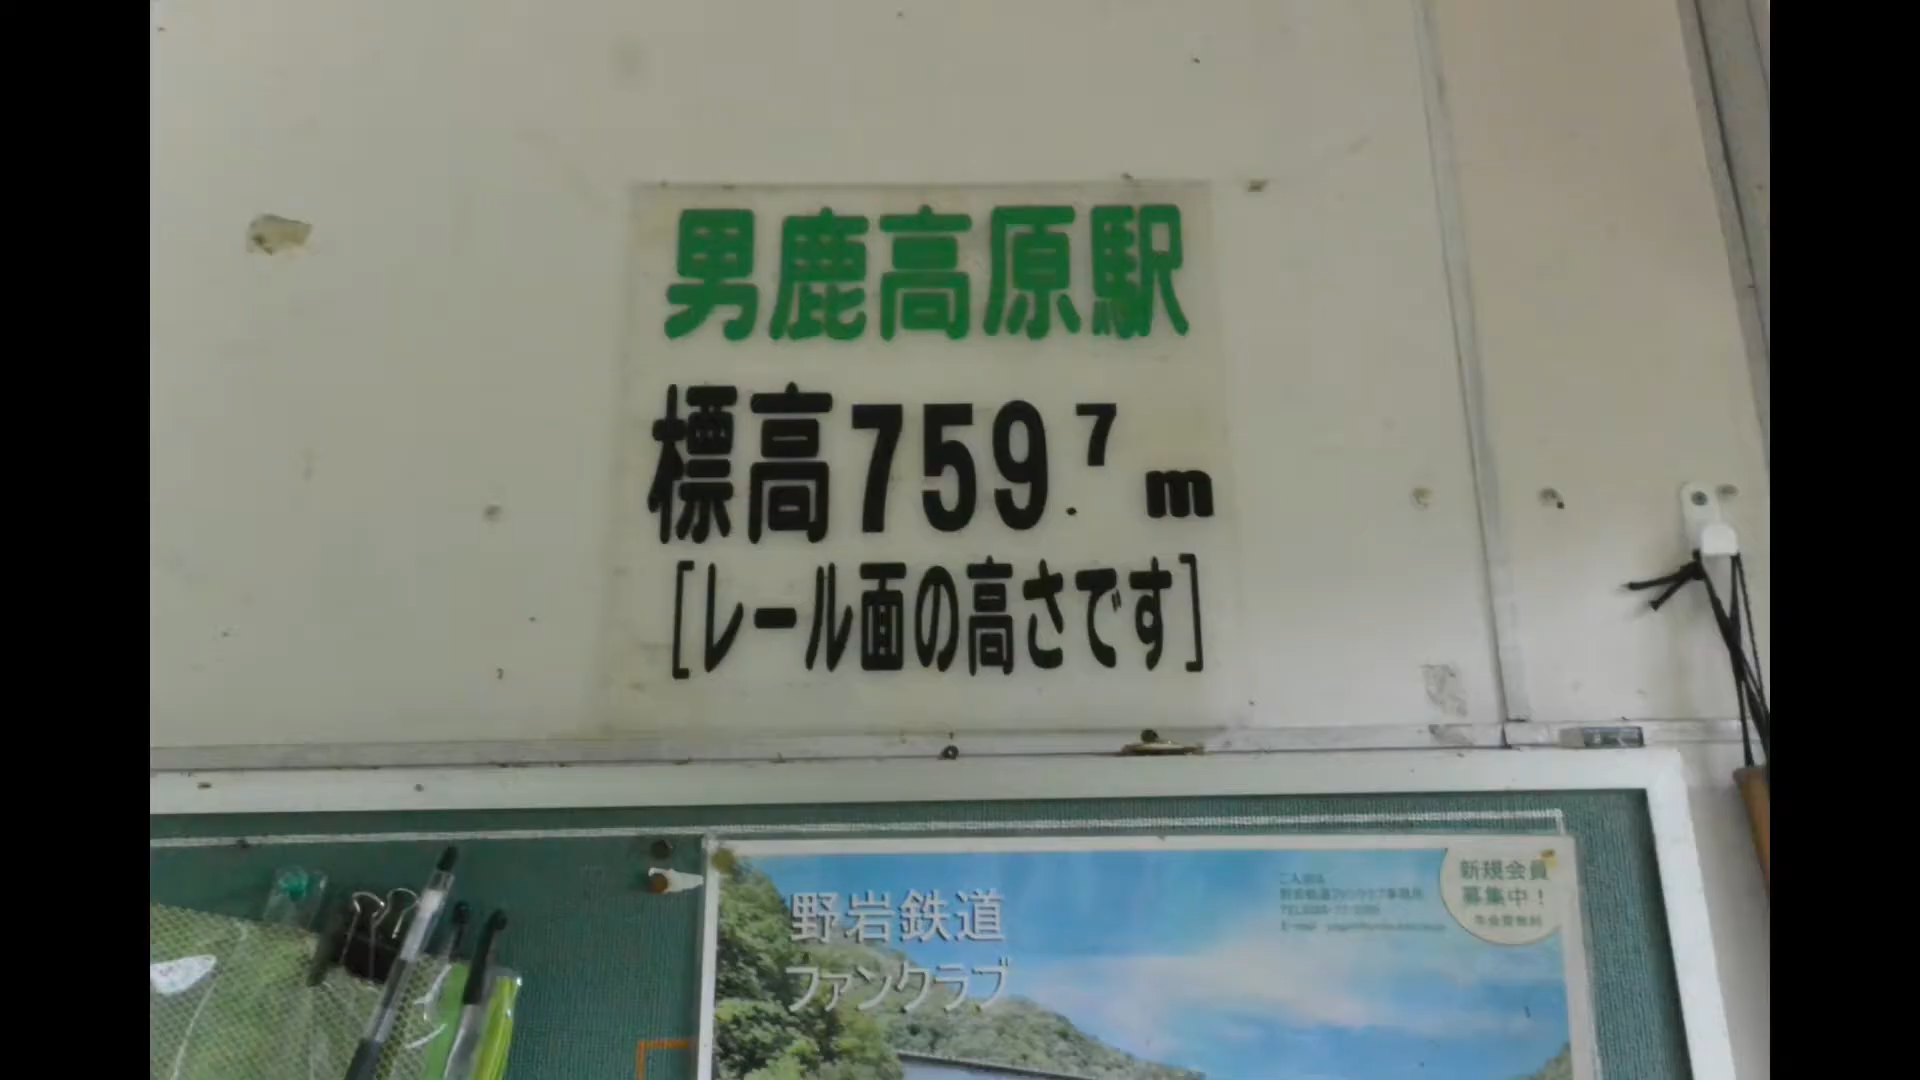 男鹿高原駅
標高759.7m
[レール面の高さです]
野岩鉄道
ファンクラブ
新規会員
募集中!